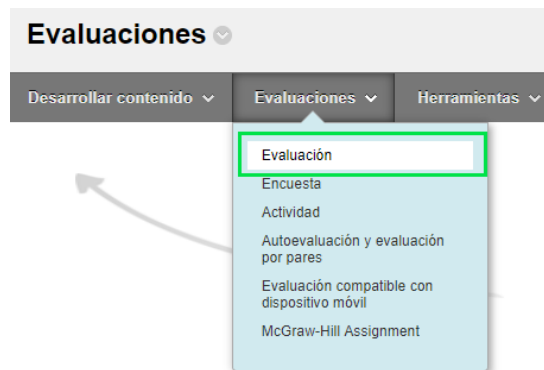 Evaluaciones
Desarrollar contenido
Evaluaciones
Herramientas
Evaluación
Encuesta
Actividad
Autoevaluación y evaluación
por pares
Evaluación compatible con
dispositivo móvil
McGraw-Hill Assignment